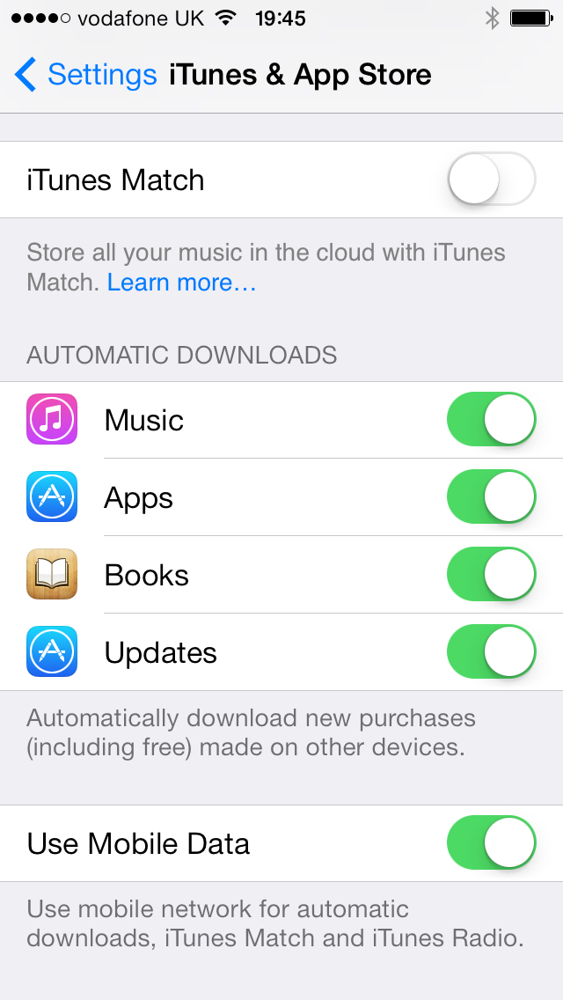 vodafone UK 19:45
Settings iTunes & App Store
iTunes Match
Store all your music in the cloud with iTunes
Match. Learn more…
AUTOMATIC DOWNLOADS
Music
Apps
Books
Updates
Automatically download new purchases
(including free) made on other devices.
Use Mobile Data
Use mobile network for automatic
downloads, iTunes Match and iTunes Radio.